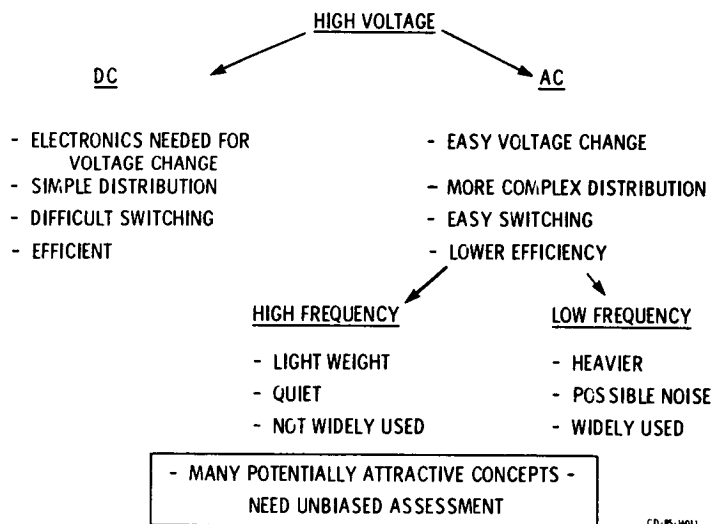 HIGH VOLTAGE
DC
- ELECTRONICS NEEDED FOR
VOLTAGE CHANGE
- SIMPLE DISTRIBUTION
- DIFFICULT SWITCHING
- EFFICIENT
AC
- EASY VOLTAGE CHANGE
- MORE COMPLEX DISTRIBUTION
- EASY SWITCHING
- LOWER EFFICIENCY
HIGH FREQUENCY
- LIGHT WEIGHT
- QUIET
- NOT WIDELY USED
LOW FREQUENCY
- HEAVIER
- POSSIBLE NOISE
- WIDELY USED
- MANY POTENTIALLY ATTRACTIVE CONCEPTS -
NEED UNBIASED ASSESSMENT